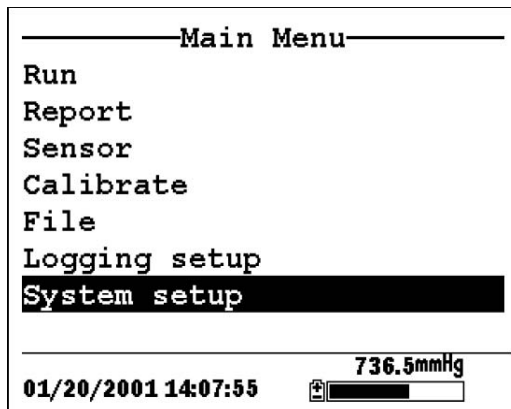 Main Menu
Run
Report
Sensor
Calibrate
File
Logging setup
System setup
736.5mmHg
01/20/2001 14:07:55